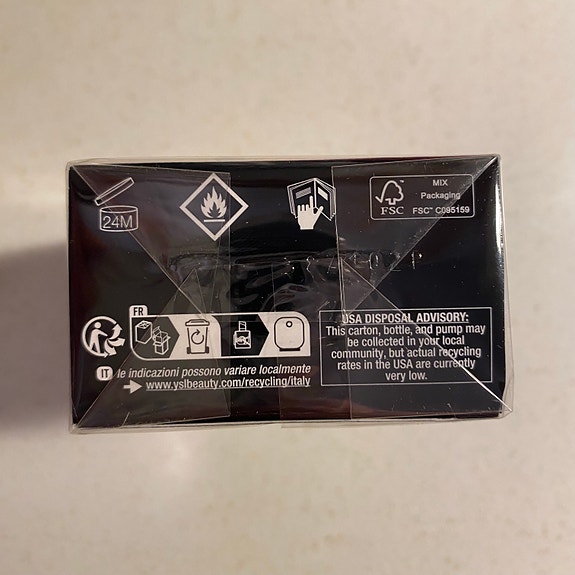 24M
MIX
Packaging
FSC
FSC™ C095159
FR
IT le indicazioni possono variare localmente
www.yslbeauty.com/recycling/italy
USA DISPOSAL ADVISORY:
This carton, bottle, and pump may
be collected in your local
community, but actual recycling
rates in the USA are currently
very low.